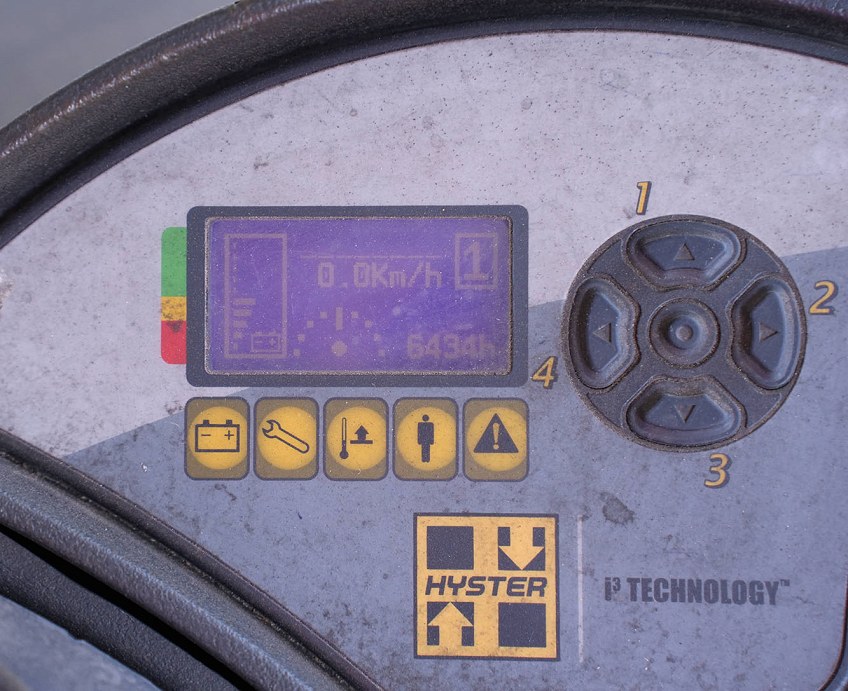 1
0.0Km/h
1
2
6434h
4
3
HYSTER
i³ TECHNOLOGY™